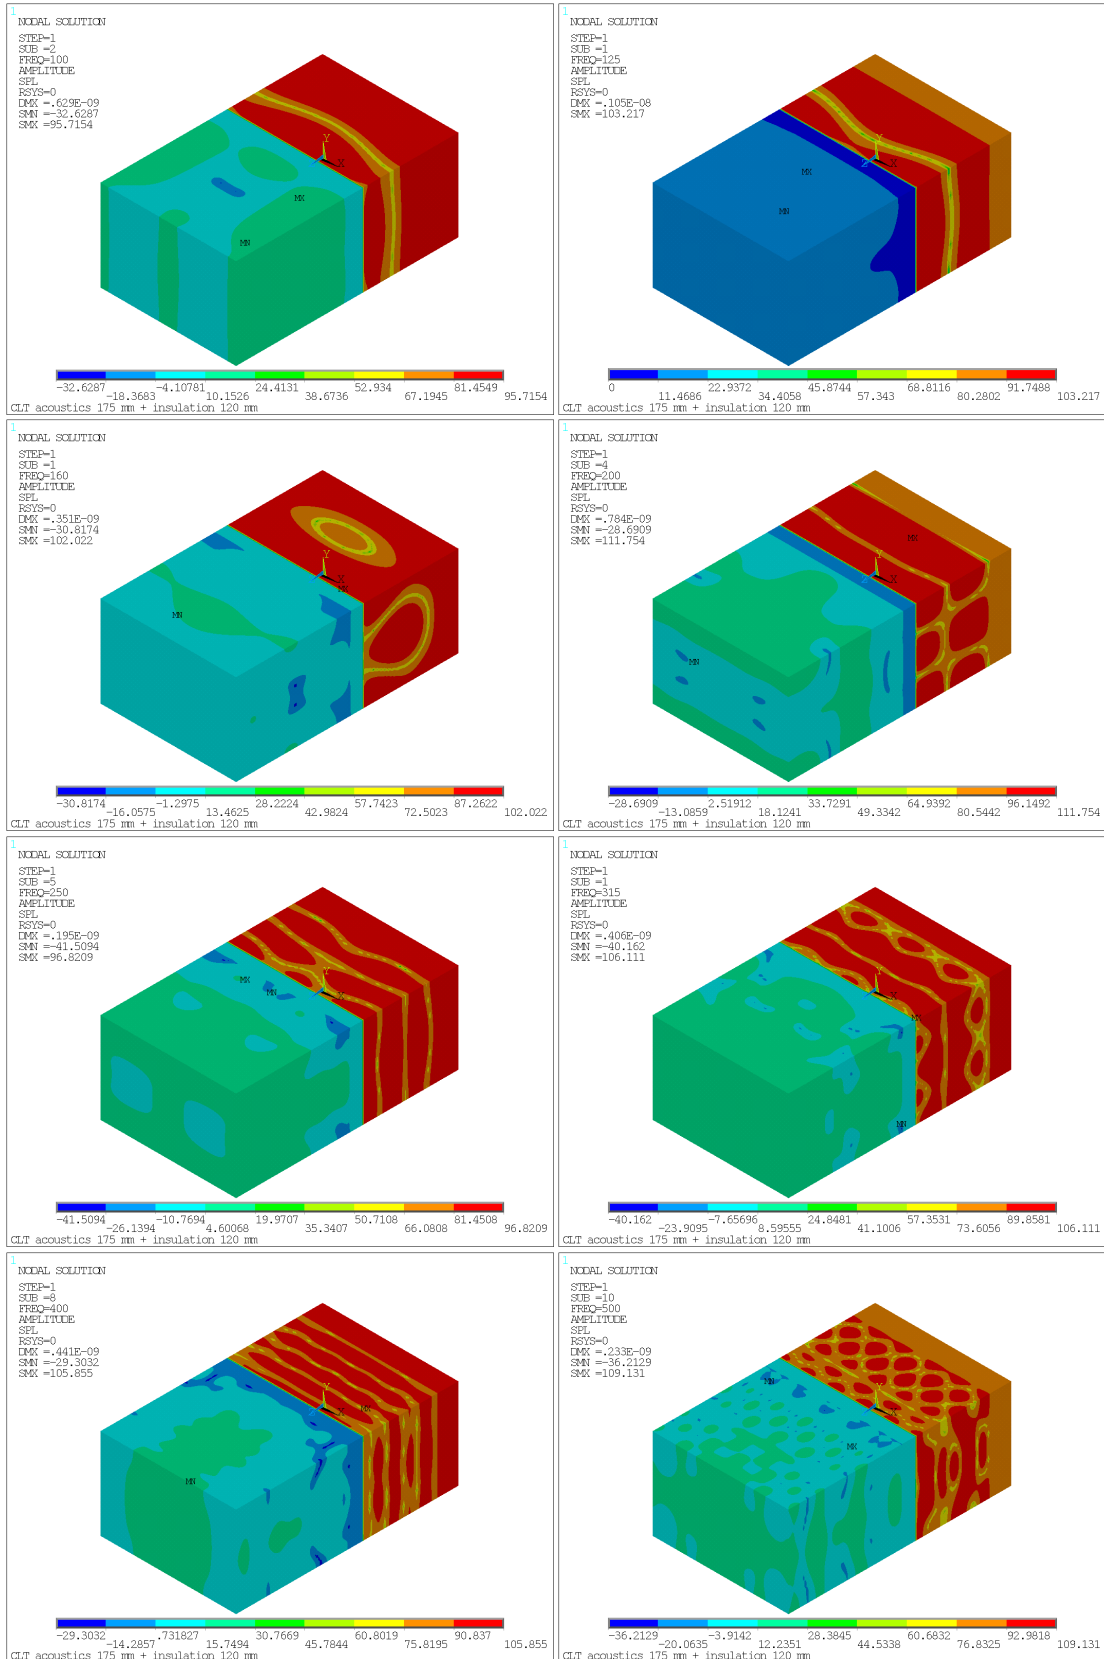 1
NODAL SOLUTION
STEP=1
SUB =2
FREQ=100
AMPLITUDE
SPL
RSYS=0
DMX =.629E-09
SMN =-32.6287
SMX =95.7154
Y
X
MX
MN
-32.6287 -4.10781 24.4131 52.934 81.4549
-18.3683 10.1526 38.6736 67.1945 95.7154
CLT acoustics 175 mm + insulation 120 mm
1
NODAL SOLUTION
STEP=1
SUB =1
FREQ=125
AMPLITUDE
SPL
RSYS=0
DMX =.105E-08
SMX =103.217
Y
Z X
MX
MN
0 22.9372 45.8744 68.8116 91.7488
11.4686 34.4058 57.343 80.2802 103.217
CLT acoustics 175 mm + insulation 120 mm
1
NODAL SOLUTION
STEP=1
SUB =1
FREQ=160
AMPLITUDE
SPL
RSYS=0
DMX =.351E-09
SMN =-30.8174
SMX =102.022
Y
X
MN
-30.8174 -1.2975 28.2224 57.7423 87.2622
-16.0575 13.4625 42.9824 72.5023 102.022
CLT acoustics 175 mm + insulation 120 mm
1
NODAL SOLUTION
STEP=1
SUB =4
FREQ=200
AMPLITUDE
SPL
RSYS=0
DMX =.784E-09
SMN =-28.6909
SMX =111.754
MX
Y
Z X
MN
-28.6909 2.51912 33.7291 64.9392 96.1492
-13.0859 18.1241 49.3342 80.5442 111.754
CLT acoustics 175 mm + insulation 120 mm
1
NODAL SOLUTION
STEP=1
SUB =5
FREQ=250
AMPLITUDE
SPL
RSYS=0
DMX =.195E-09
SMN =-41.5094
SMX =96.8209
Y
MX
MN
X
-41.5094 -10.7694 19.9707 50.7108 81.4508
-26.1394 4.60068 35.3407 66.0808 96.8209
CLT acoustics 175 mm + insulation 120 mm
1
NODAL SOLUTION
STEP=1
SUB =1
FREQ=315
AMPLITUDE
SPL
RSYS=0
DMX =.406E-09
SMN =-40.162
SMX =106.111
Y
X
MX
MN
-40.162 -7.65696 24.8481 57.3531 89.8581
-23.9095 8.59555 41.1006 73.6056 106.111
CLT acoustics 175 mm + insulation 120 mm
1
NODAL SOLUTION
STEP=1
SUB =8
FREQ=400
AMPLITUDE
SPL
RSYS=0
DMX =.441E-09
SMN =-29.3032
SMX =105.855
Y
Z X MX
MN
-29.3032 -.731827 30.7669 60.8019 90.837
-14.2857 15.7494 45.7844 75.8195 105.855
CLT acoustics 175 mm + insulation 120 mm
1
NODAL SOLUTION
STEP=1
SUB =10
FREQ=500
AMPLITUDE
SPL
RSYS=0
DMX =.233E-09
SMN =-36.2129
SMX =109.131
MN
Y
X
MX
-36.2129 -3.9142 28.3845 60.6832 92.9818
-20.0635 12.2351 44.5338 76.8325 109.131
CLT acoustics 175 mm + insulation 120 mm